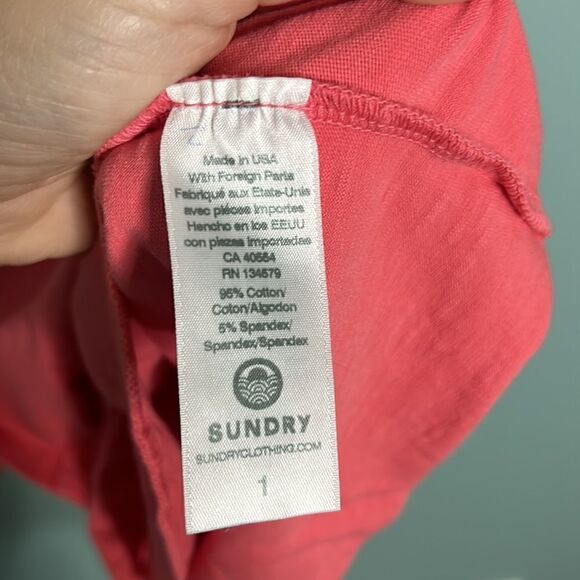 Made in USA
With Foreign Parts
Fabriqué aux Etats-Unis
avec pièces importes
Hencho en los EEUU
con piezas importadas
CA 40554
RN 134579
95% Cotton/
Coton/Algodon
5% Spandex/
Spandex/Spandex
SUNDRY
SUNDRYCLOTHING.COM
1